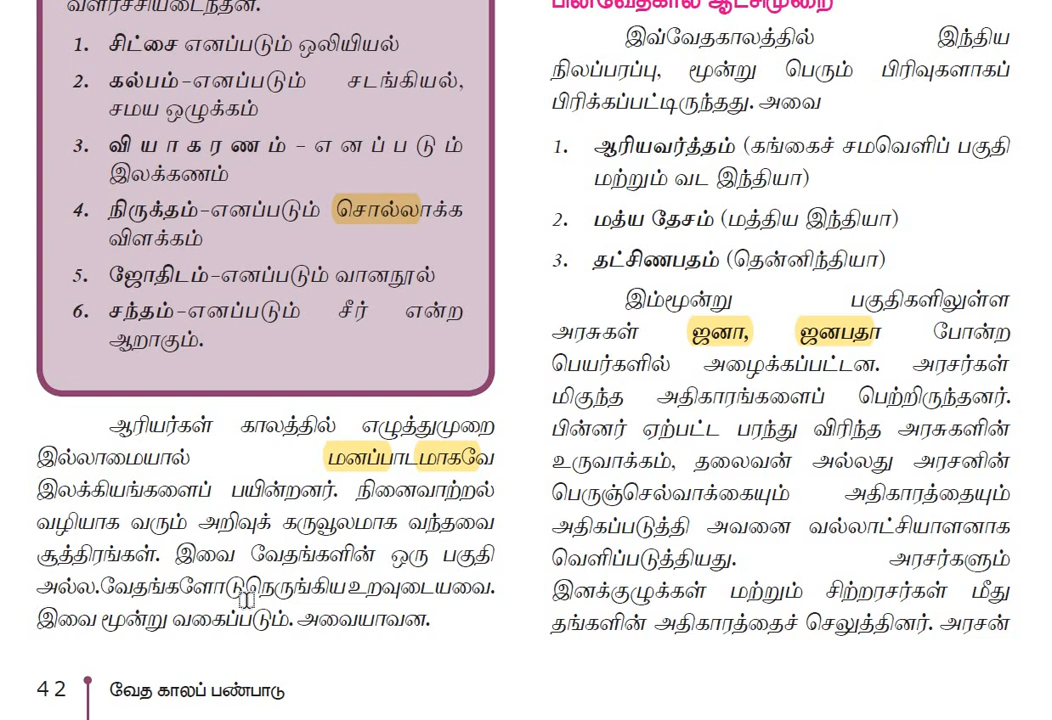 வளர்ச்சியடைந்தன.
1. சிட்சை எனப்படும் ஒலியியல்
2. கல்பம்-எனப்படும் சடங்கியல்,
சமய ஒழுக்கம்
3. வியாகரணம்-எனப்படும்
இலக்கணம்
4. நிருக்தம்-எனப்படும் சொல்லாக்க
விளக்கம்
5. ஜோதிடம்-எனப்படும் வானநூல்
6. சந்தம்-எனப்படும் சீர் என்ற
ஆறாகும்.
ஆரியர்கள் காலத்தில் எழுத்துமுறை
இல்லாமையால் மனப்பாடமாகவே
இலக்கியங்களைப் பயின்றனர். நினைவாற்றல்
வழியாக வரும் அறிவுக் கருவூலமாக வந்தவை
சூத்திரங்கள். இவை வேதங்களின் ஒரு பகுதி
அல்ல.வேதங்களோடு நெருங்கிய உறவுடையவை.
இவை மூன்று வகைப்படும். அவையாவன.
பின்வேதகால ஆட்சிமுறை
இவ்வேதகாலத்தில் இந்திய
நிலப்பரப்பு, மூன்று பெரும் பிரிவுகளாகப்
பிரிக்கப்பட்டிருந்தது. அவை
1. ஆரியவர்த்தம் (கங்கைச் சமவெளிப் பகுதி
மற்றும் வட இந்தியா)
2. மத்ய தேசம் (மத்திய இந்தியா)
3. தட்சிணபதம் (தென்னிந்தியா)
இம்மூன்று பகுதிகளிலுள்ள
அரசுகள் ஜனா, ஜனபதா போன்ற
பெயர்களில் அழைக்கப்பட்டன. அரசர்கள்
மிகுந்த அதிகாரங்களைப் பெற்றிருந்தனர்.
பின்னர் ஏற்பட்ட பரந்து விரிந்த அரசுகளின்
உருவாக்கம், தலைவன் அல்லது அரசனின்
பெருஞ்செல்வாக்கையும் அதிகாரத்தையும்
அதிகப்படுத்தி அவனை வல்லாட்சியாளனாக
வெளிப்படுத்தியது. அரசர்களும்
இனக்குழுக்கள் மற்றும் சிற்றரசர்கள் மீது
தங்களின் அதிகாரத்தைச் செலுத்தினர். அரசன்
42 வேத காலப் பண்பாடு